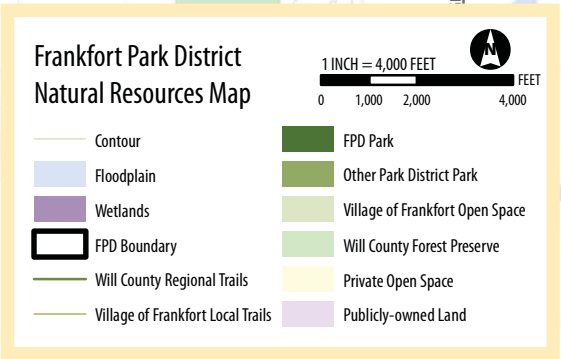 Frankfort Park District
Natural Resources Map
N
1 INCH = 4,000 FEET
FEET
0 1,000 2,000 4,000
Contour
Floodplain
Wetlands
FPD Boundary
Will County Regional Trails
Village of Frankfort Local Trails
FPD Park
Other Park District Park
Village of Frankfort Open Space
Will County Forest Preserve
Private Open Space
Publicly-owned Land